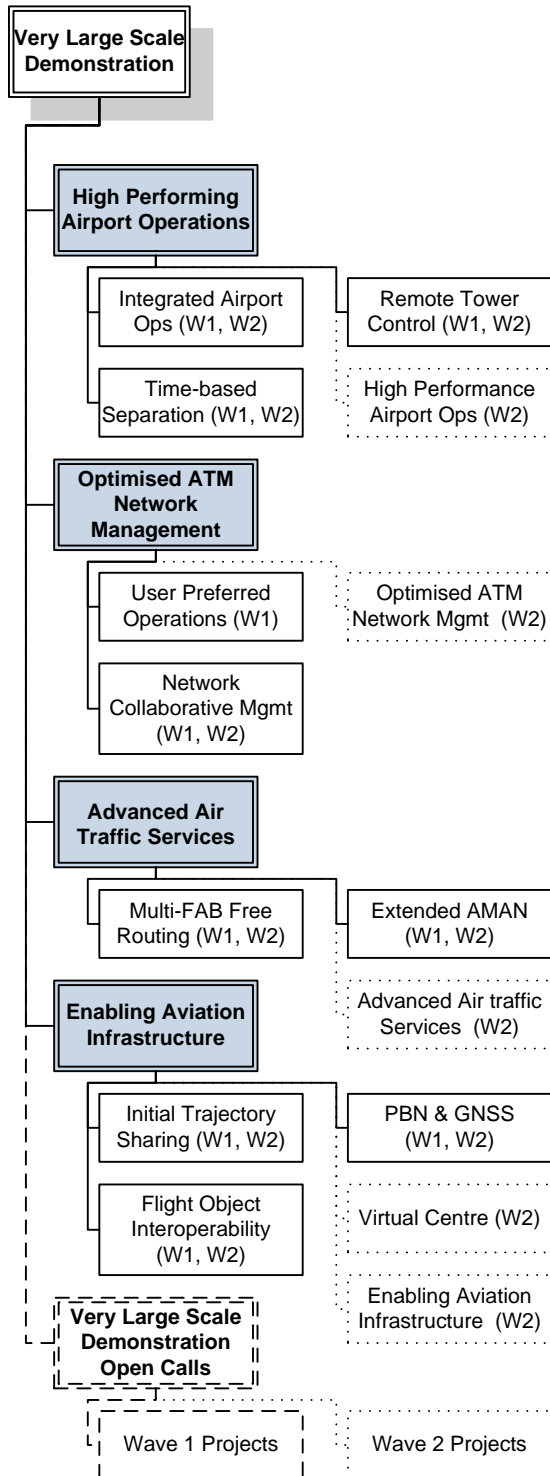 Very Large Scale
Demonstration
High Performing
Airport Operations
Integrated Airport
Ops (W1, W2)
Remote Tower
Control (W1, W2)
Time-based
Separation (W1, W2)
High Performance
Airport Ops (W2)
Optimised ATM
Network
Management
User Preferred
Operations (W1)
Optimised ATM
Network Mgmt (W2)
Network
Collaborative Mgmt
(W1, W2)
Advanced Air
Traffic Services
Multi-FAB Free
Routing (W1, W2)
Extended AMAN
(W1, W2)
Advanced Air traffic
Services (W2)
Enabling Aviation
Infrastructure
Initial Trajectory
Sharing (W1, W2)
PBN & GNSS
(W1, W2)
Flight Object
Interoperability
(W1, W2)
Virtual Centre (W2)
Enabling Aviation
Infrastructure (W2)
Very Large Scale
Demonstration
Open Calls
Wave 1 Projects
Wave 2 Projects